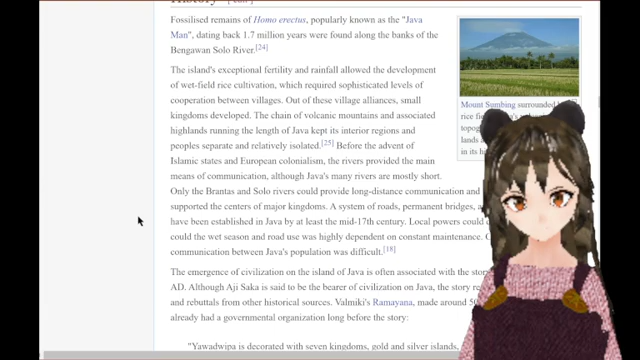 Fossilised remains of Homo erectus, popularly known as the "Java
Man", dating back 1.7 million years were found along the banks of the
Bengawan Solo River.[24]
The island's exceptional fertility and rainfall allowed the development
of wet-field rice cultivation, which required sophisticated levels of
cooperation between villages. Out of these village alliances, small
kingdoms developed. The chain of volcanic mountains and associated
highlands running the length of Java kept its interior regions and
peoples separate and relatively isolated.[25] Before the advent of
Islamic states and European colonialism, the rivers provided the main
means of communication, although Java's many rivers are mostly short.
Only the Brantas and Solo rivers could provide long-distance communication and
supported the centers of major kingdoms. A system of roads, permanent bridges, a
have been established in Java by at least the mid-17th century. Local powers could d
could the wet season and road use was highly dependent on constant maintenance.
communication between Java's population was difficult.[18]
The emergence of civilization on the island of Java is often associated with the story
AD. Although Aji Saka is said to be the bearer of civilization on Java, the story re
and rebuttals from other historical sources. Valmiki's Ramayana, made around 50
already had a governmental organization long before the story:
"Yawadwipa is decorated with seven kingdoms, gold and silver islands,
Mount Sumbing surrounded
rice
topog
lands
in its